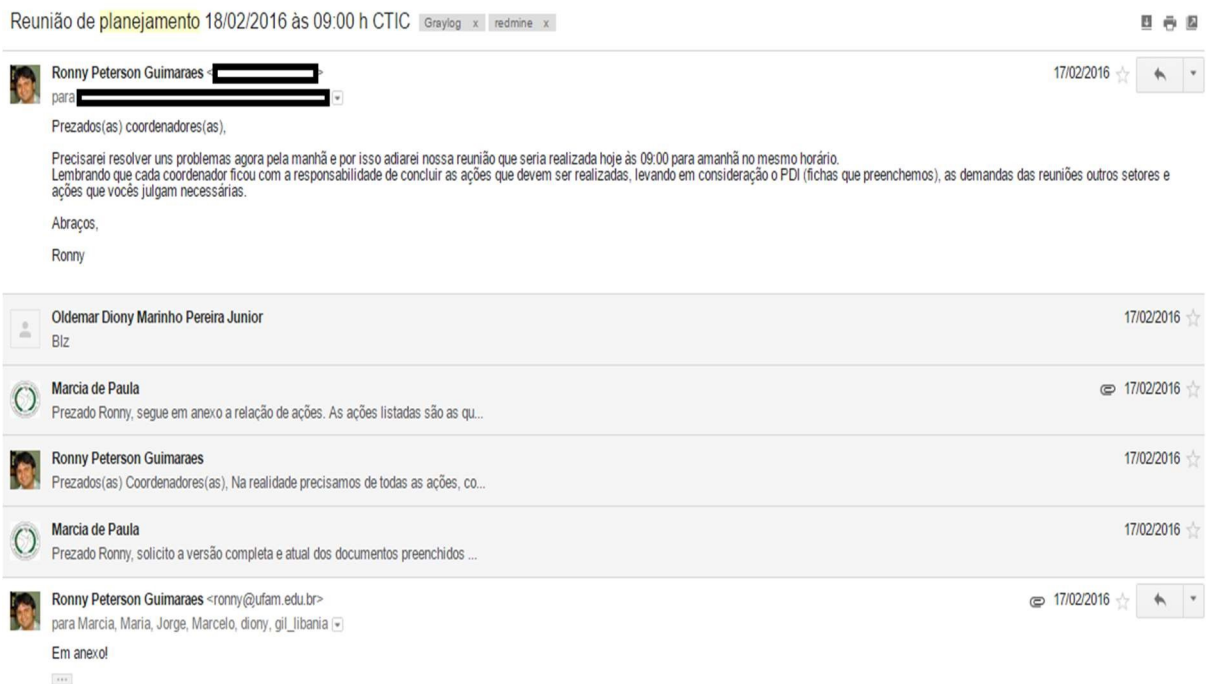 Reunião de planejamento 18/02/2016 às 09:00 h CTIC Graylog x redmine x
Ronny Peterson Guimaraes < > 17/02/2016
para
Prezados(as) coordenadores(as),
Precisarei resolver uns problemas agora pela manhã e por isso adiarei nossa reunião que seria realizada hoje às 09:00 para amanhã no mesmo horário.
Lembrando que cada coordenador ficou com a responsabilidade de concluir as ações que devem ser realizadas, levando em consideração o PDI (fichas que preenchemos), as demandas das reuniões outros setores e
ações que vocês julgam necessárias.
Abraços,
Ronny
Oldemar Diony Marinho Pereira Junior 17/02/2016
Blz
Marcia de Paula 17/02/2016
Prezado Ronny, segue em anexo a relação de ações. As ações listadas são as qu...
Ronny Peterson Guimaraes 17/02/2016
Prezados(as) Coordenadores(as), Na realidade precisamos de todas as ações, co...
Marcia de Paula 17/02/2016
Prezado Ronny, solicito a versão completa e atual dos documentos preenchidos ...
Ronny Peterson Guimaraes <ronny@ufam.edu.br> 17/02/2016
para Marcia, Maria, Jorge, Marcelo, diony, gil_libania
Em anexo!
...